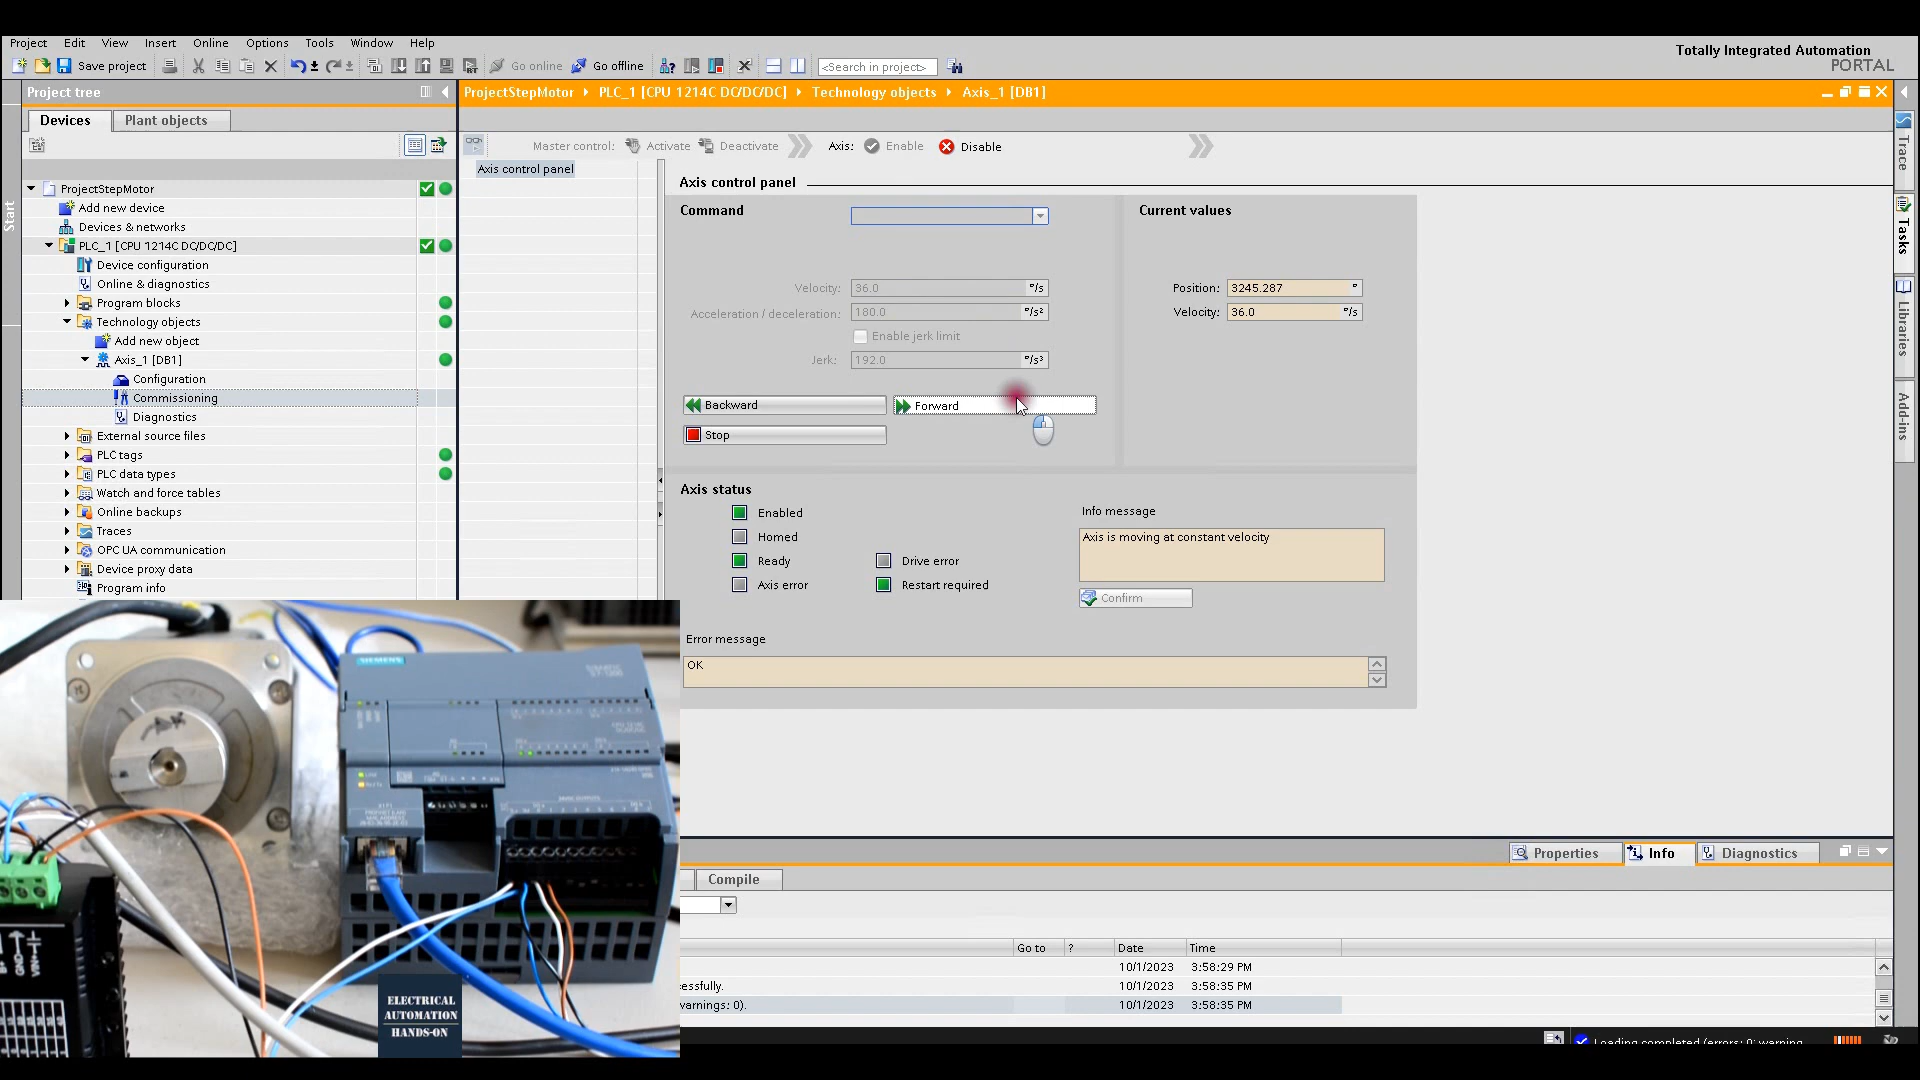 Project Edit View Insert Online Options Tools Window Help
Totally Integrated Automation
PORTAL
Save project Go online Go offline <Search in project>
Project tree
ProjectStepMotor PLC_1 [CPU 1214C DC/DC/DC] Technology objects Axis_1 [DB1]
Devices Plant objects
Master control: Activate Deactivate Axis: Enable Disable
Axis control panel
Start
ProjectStepMotor
Add new device
Devices & networks
PLC_1 [CPU 1214C DC/DC/DC]
Device configuration
Online & diagnostics
Program blocks
Technology objects
Add new object
Axis_1 [DB1]
Configuration
Commissioning
Diagnostics
External source files
PLC tags
PLC data types
Watch and force tables
Online backups
Traces
OPC UA communication
Device proxy data
Program info
Axis control panel
Command
Velocity: 36.0 °/s
Acceleration / deceleration: 180.0 °/s²
Enable jerk limit
Jerk: 192.0 °/s³
Backward Forward
Stop
Current values
Position: 3245.287 °
Velocity: 36.0 °/s
Axis status
Enabled
Homed
Ready Drive error
Axis error Restart required
Info message
Axis is moving at constant velocity
Confirm
Error message
OK
Trace
Tasks
Libraries
Add-ins
Properties Info Diagnostics
Compile
Go to ? Date Time
10/1/2023 3:58:29 PM
essfully. 10/1/2023 3:58:35 PM
warnings: 0). 10/1/2023 3:58:35 PM
Loading completed (errors: 0; warning
SIEMENS
GND
VIN
ELECTRICAL
AUTOMATION
HANDS-ON